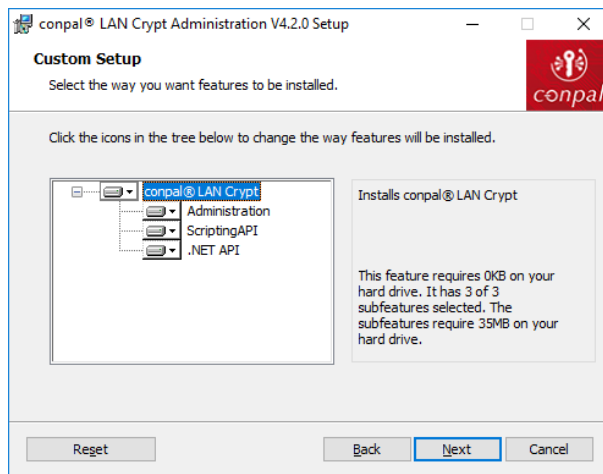 conpal® LAN Crypt Administration V4.2.0 Setup
Custom Setup
Select the way you want features to be installed.
conpal
Click the icons in the tree below to change the way features will be installed.
conpal® LAN Crypt
Administration
ScriptingAPI
.NET API
Installs conpal® LAN Crypt
This feature requires 0KB on your
hard drive. It has 3 of 3
subfeatures selected. The
subfeatures require 35MB on your
hard drive.
Reset
Back
Next
Cancel